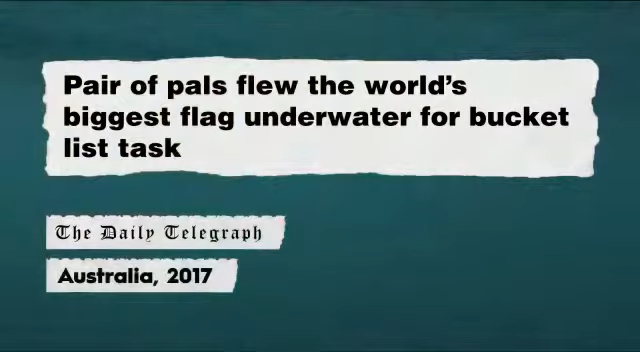 Pair of pals flew the world's
biggest flag underwater for bucket
list task
The Daily Telegraph
Australia, 2017